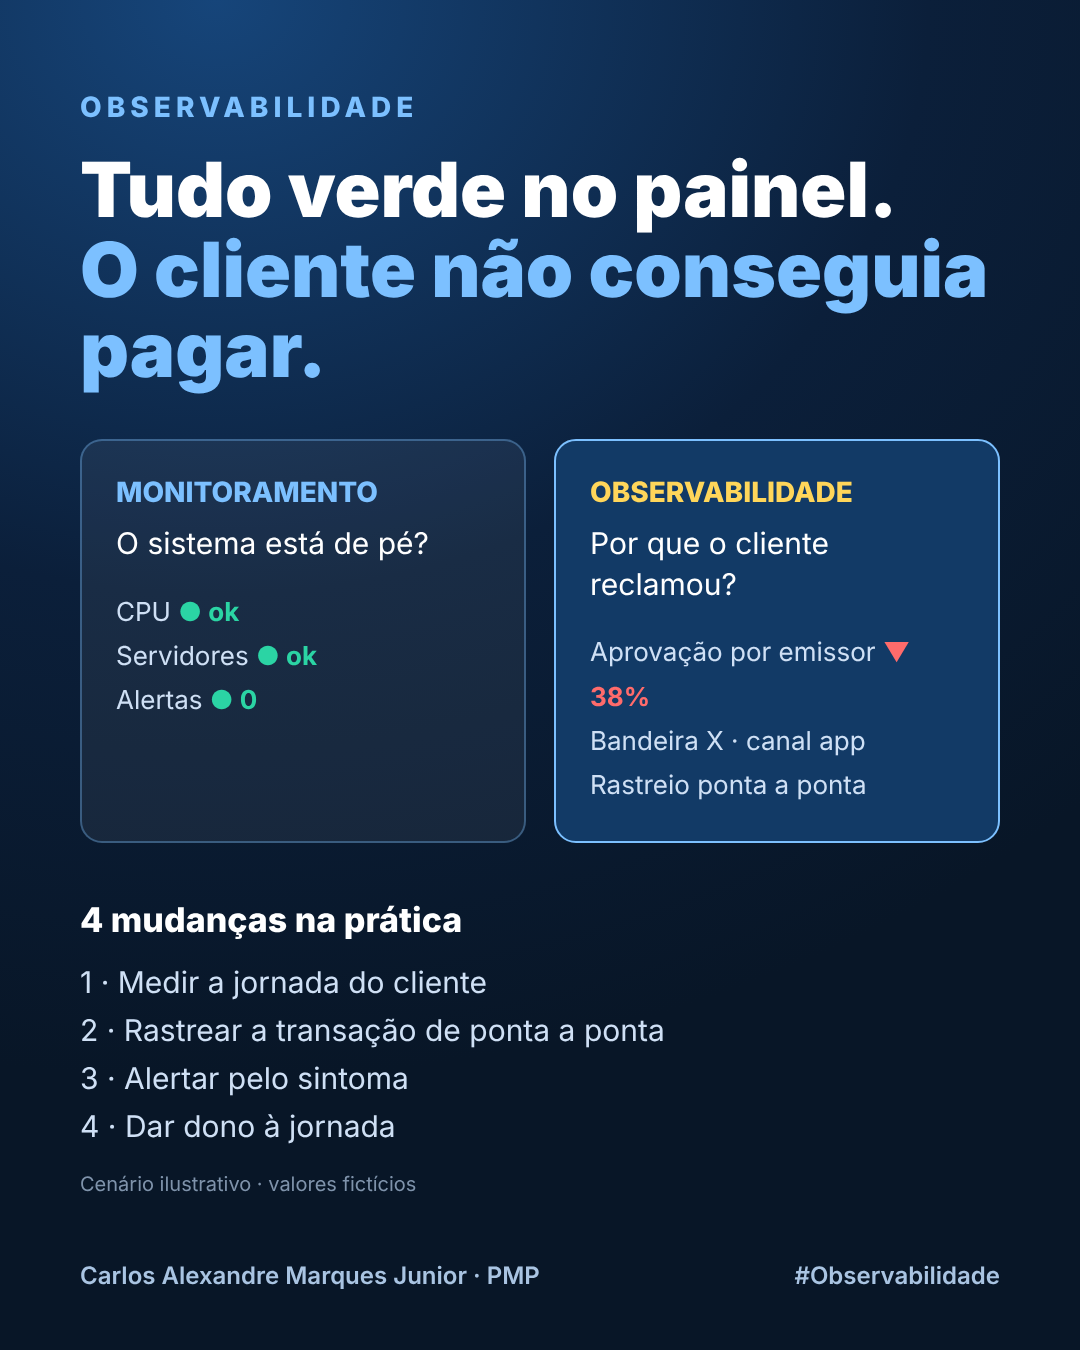 OBSERVABILIDADE
Tudo verde no painel.
O cliente não conseguia
pagar.
MONITORAMENTO
O sistema está de pé?
CPU ● ok
Servidores ● ok
Alertas ● 0
OBSERVABILIDADE
Por que o cliente
reclamou?
Aprovação por emissor ▼
38%
Bandeira X · canal app
Rastreio ponta a ponta
4 mudanças na prática
1 · Medir a jornada do cliente
2 · Rastrear a transação de ponta a ponta
3 · Alertar pelo sintoma
4 · Dar dono à jornada
Cenário ilustrativo · valores fictícios
Carlos Alexandre Marques Junior · PMP
#Observabilidade